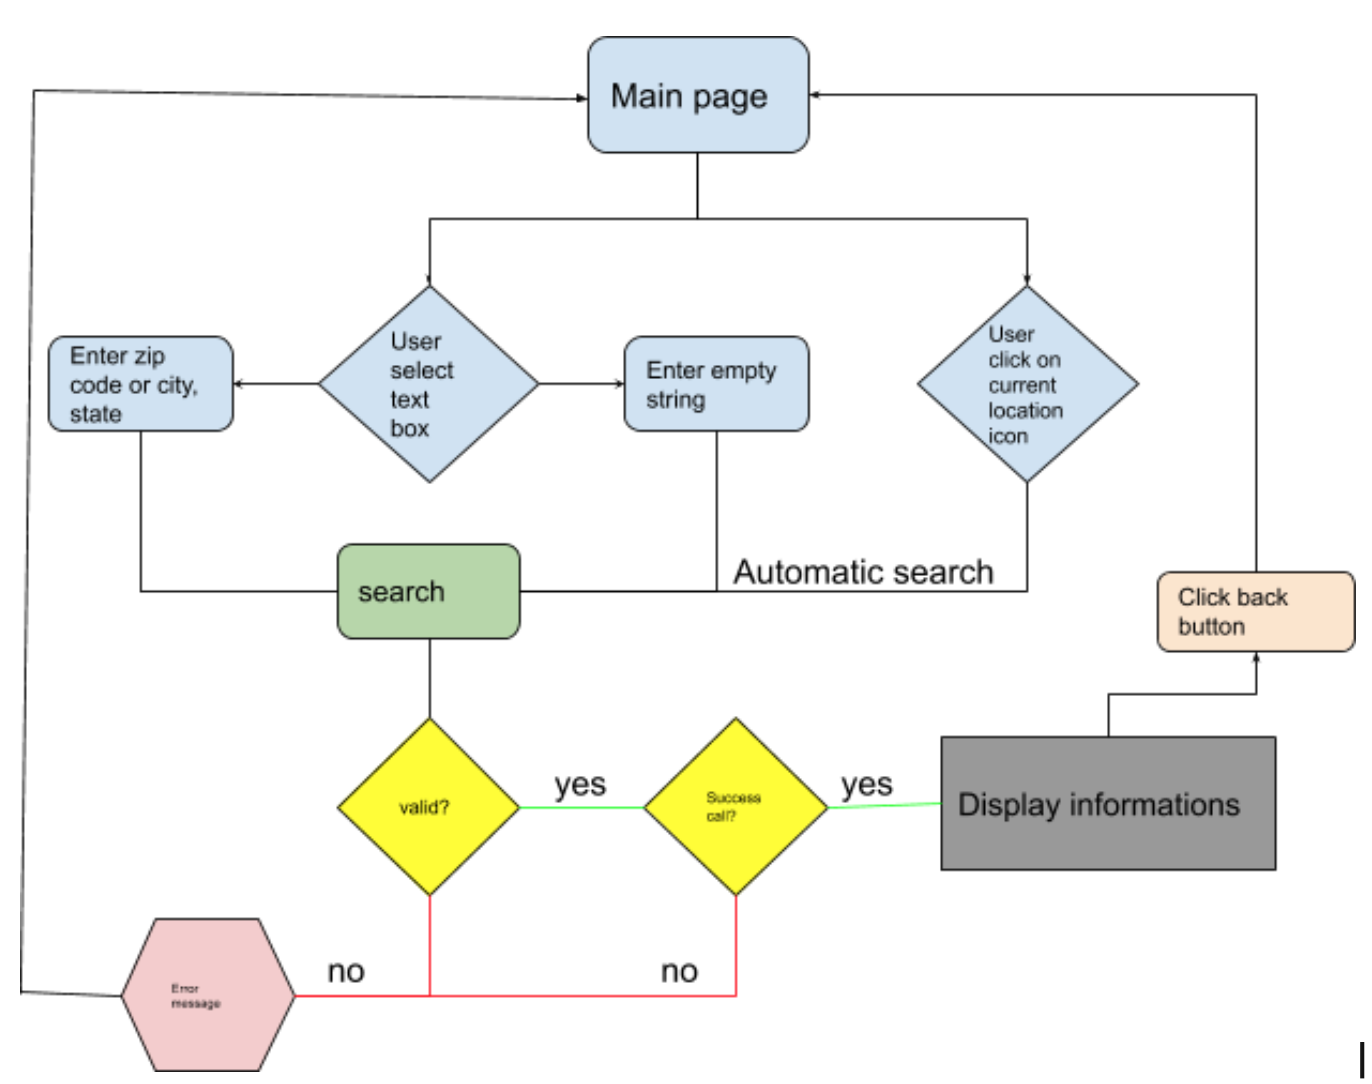 Main page
Enter zip
code or city,
state
User
select
text
box
Enter empty
string
User
click on
current
location
icon
search
Automatic search
Click back
button
valid?
yes
Success
call?
yes
Display informations
Error
message
no
no